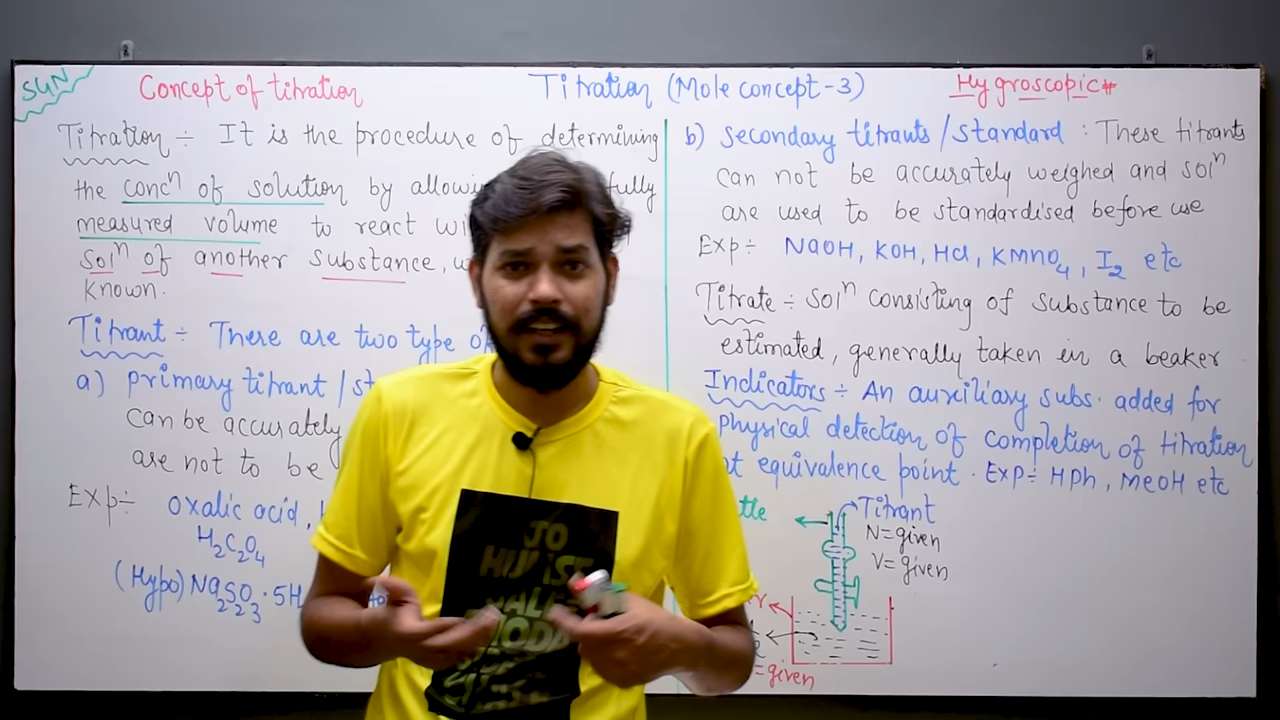 SGN
Concept of titration
Titration (Mole concept-3)
Hygroscopic#
Titration ÷ It is the procedure of determining
the concⁿ of solution by fully
measured volume to react
solⁿ of another substance,
known.
Titrant ÷ There are two type
a) primary titrant /
can be accurately
are not to be
Exp÷ oxalic acid,
H₂C₂O₄
(Hypo) Na₂S₂O₃·5H
b) secondary titrants / standard : These titrants
can not be accurately weighed and solⁿ
are used to be standardised before use
Exp÷ NaOH, KOH, HCl, KMnO₄, I₂ etc
Titrate ÷ solⁿ consisting of substance to be
estimated, generally taken in a beaker
Indicators ÷ An auxiliary subs. added for
physical detection of completion of titration
equivalence point. Exp÷ HPh, MeOH etc
Titrant
N=given
V=given
=given
JO